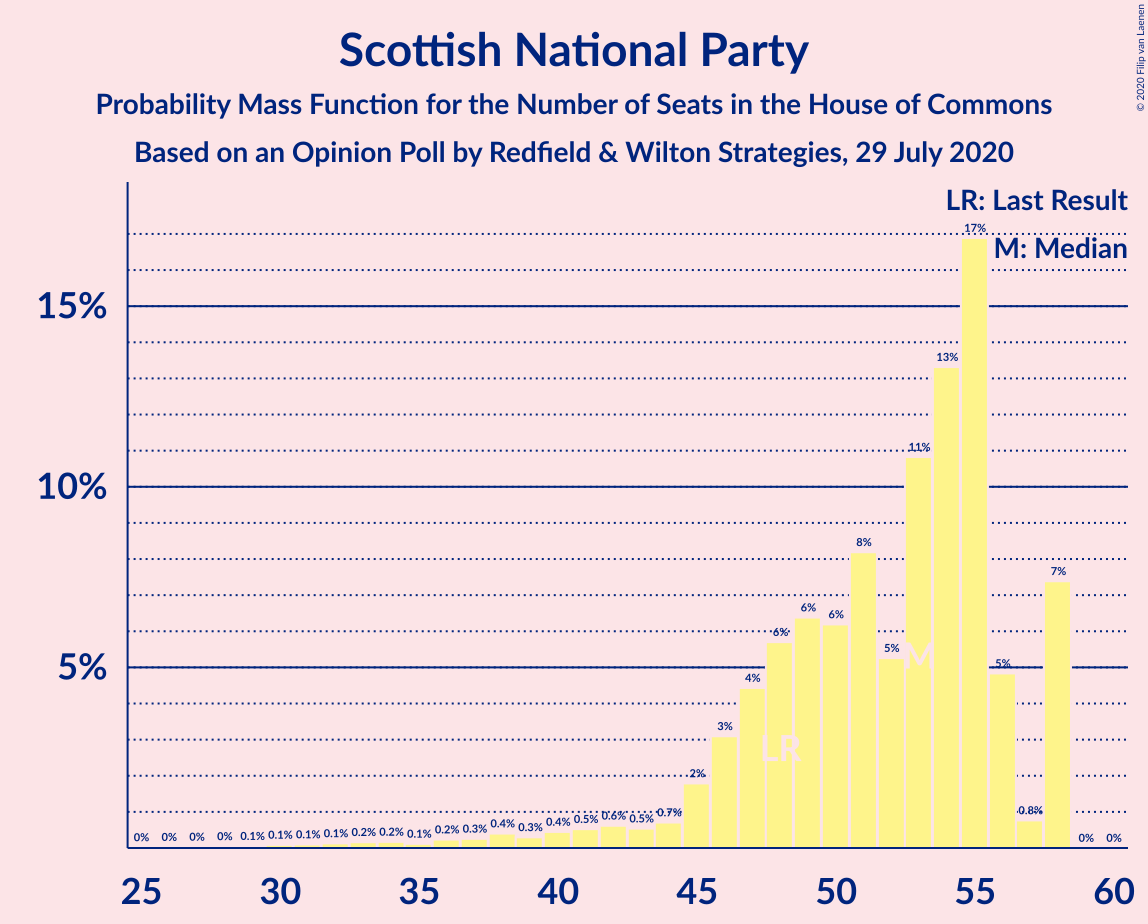 Scottish National Party
Probability Mass Function for the Number of Seats in the House of Commons
Based on an Opinion Poll by Redfield & Wilton Strategies, 29 July 2020
© 2020 Filip van Laenen
LR: Last Result
M: Median
15%
10%
5%
0% 0% 0% 0% 0.1% 0.1% 0.1% 0.1% 0.2% 0.2% 0.1% 0.2% 0.3% 0.4% 0.3% 0.4% 0.5% 0.6% 0.5% 0.7% 2% 3% 4% 6% 6% 6% 8% 5% 11% 13% 17% 5% 0.8% 7% 0% 0%
LR
M
25 30 35 40 45 50 55 60